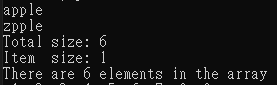 apple
zpple
Total size: 6
Item  size: 1
There are 6 elements in the array